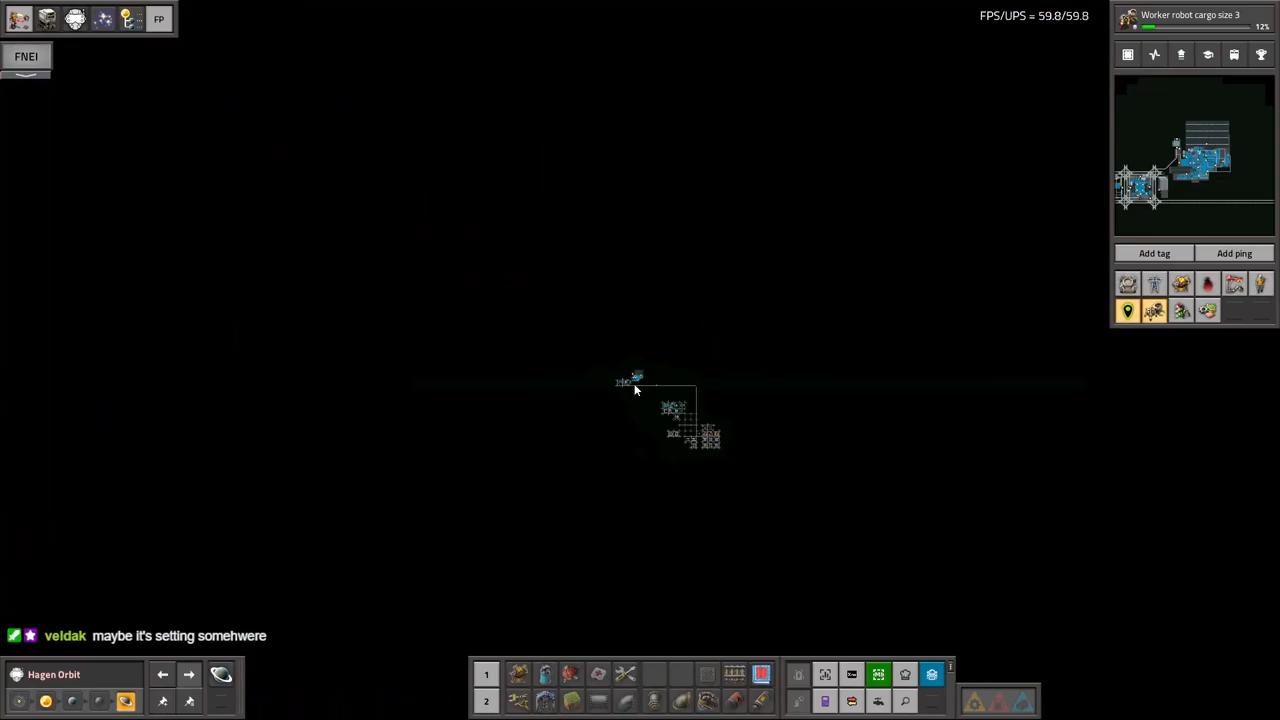 FP
FPS/UPS = 59.8/59.8
Worker robot cargo size 3
12%
FNEI
Add tag
Add ping
veldak maybe it's setting somehwere
Hagen Orbit
1
2